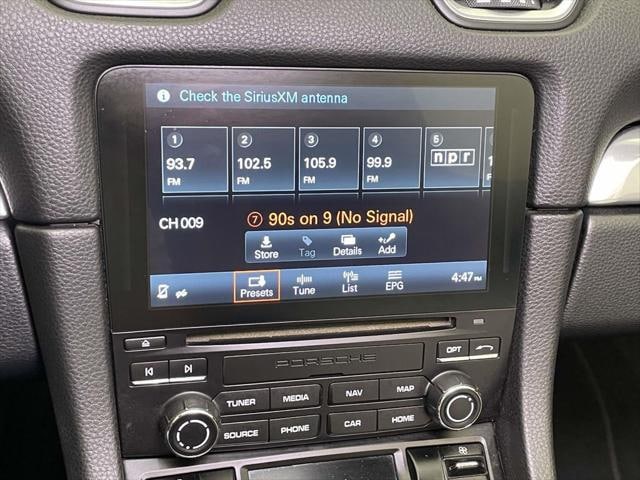 Check the SiriusXM antenna
1 2 3 4 5
93.7 102.5 105.9 99.9 npr
FM FM FM FM
CH 009 7 90s on 9 (No Signal)
Store Tag Details Add
Presets Tune List EPG 4:47 PM
PORSCHE
OPT
TUNER MEDIA NAV MAP
SOURCE PHONE CAR HOME